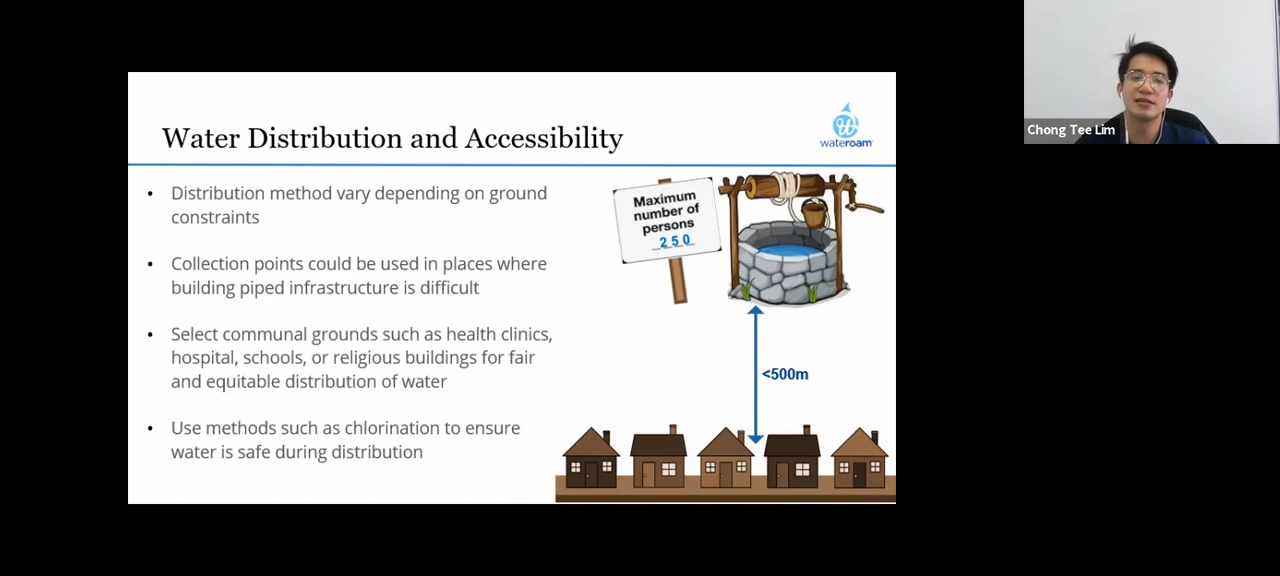 Water Distribution and Accessibility
wateroam
• Distribution method vary depending on ground
constraints
• Collection points could be used in places where
building piped infrastructure is difficult
• Select communal grounds such as health clinics,
hospital, schools, or religious buildings for fair
and equitable distribution of water
• Use methods such as chlorination to ensure
water is safe during distribution
Maximum
number of
persons
250
<500m
Chong Tee Lim